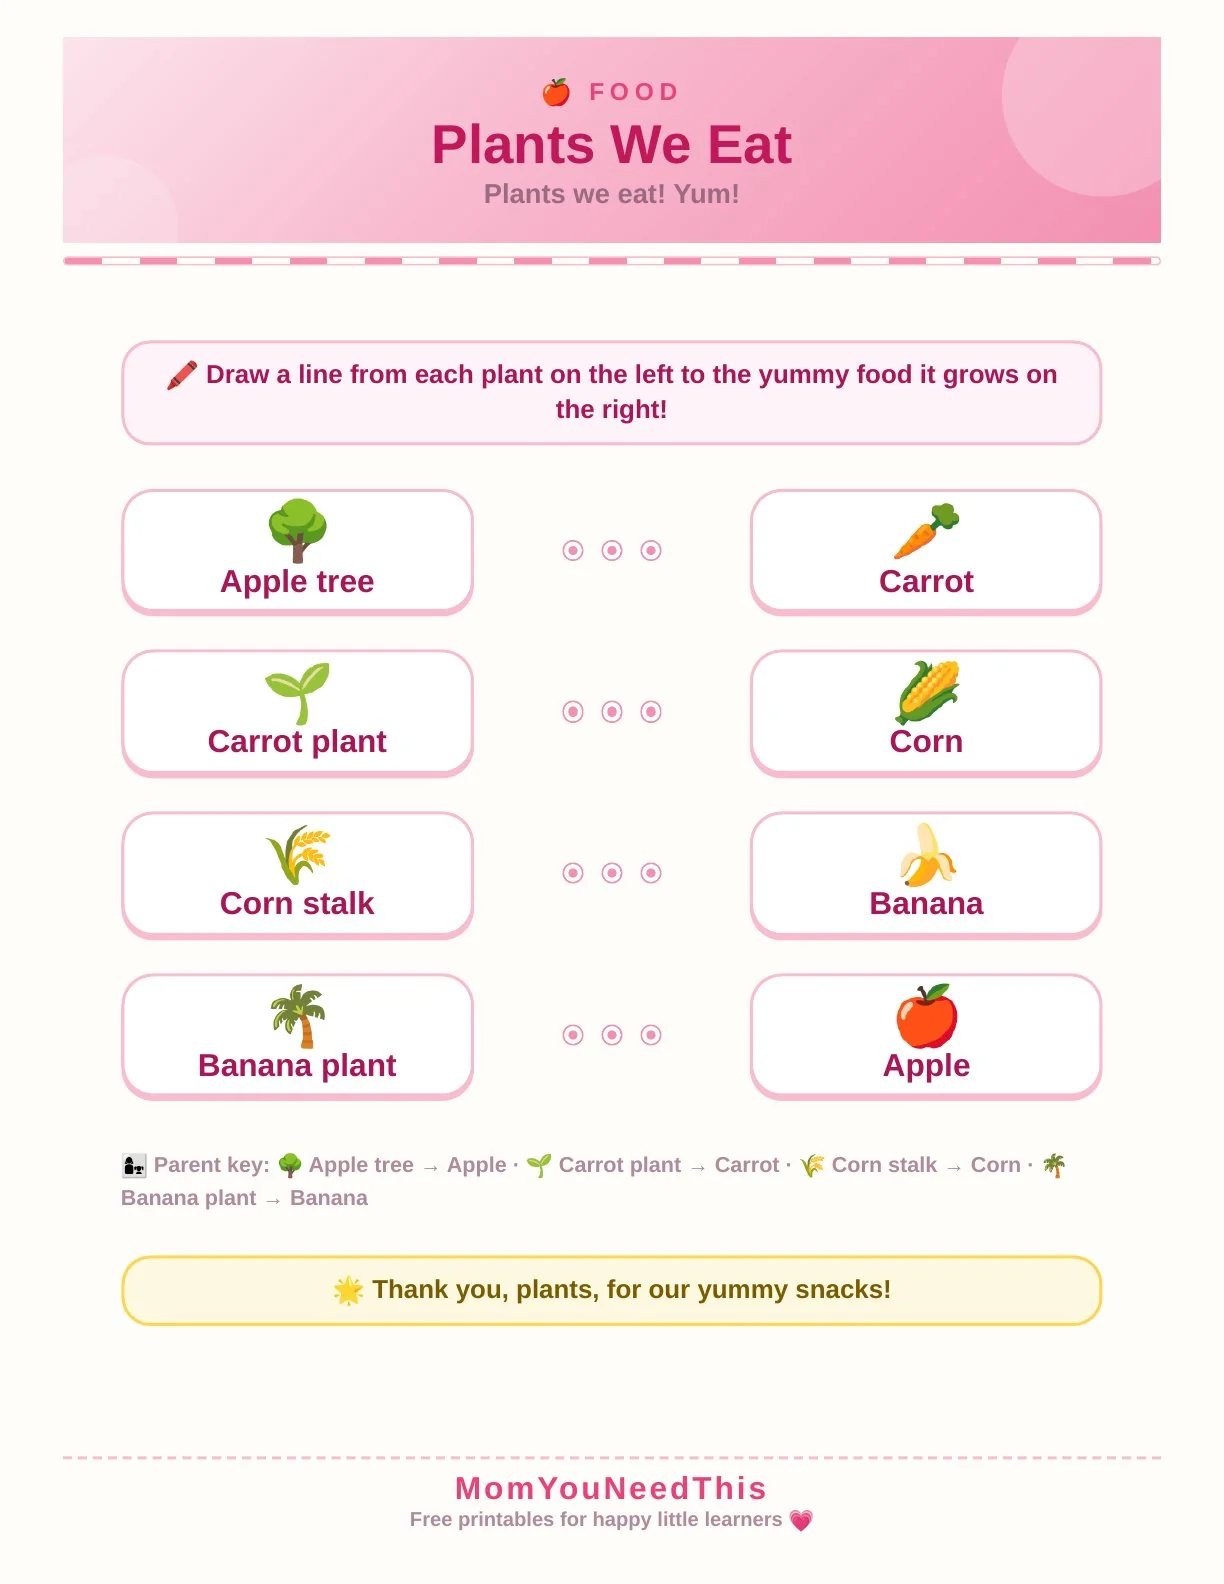 FOOD
Plants We Eat
Plants we eat! Yum!
Draw a line from each plant on the left to the yummy food it grows on
the right!
Apple tree
Carrot
Carrot plant
Corn
Corn stalk
Banana
Banana plant
Apple
Parent key: Apple tree → Apple · Carrot plant → Carrot · Corn stalk → Corn ·
Banana plant → Banana
Thank you, plants, for our yummy snacks!
MomYouNeedThis
Free printables for happy little learners